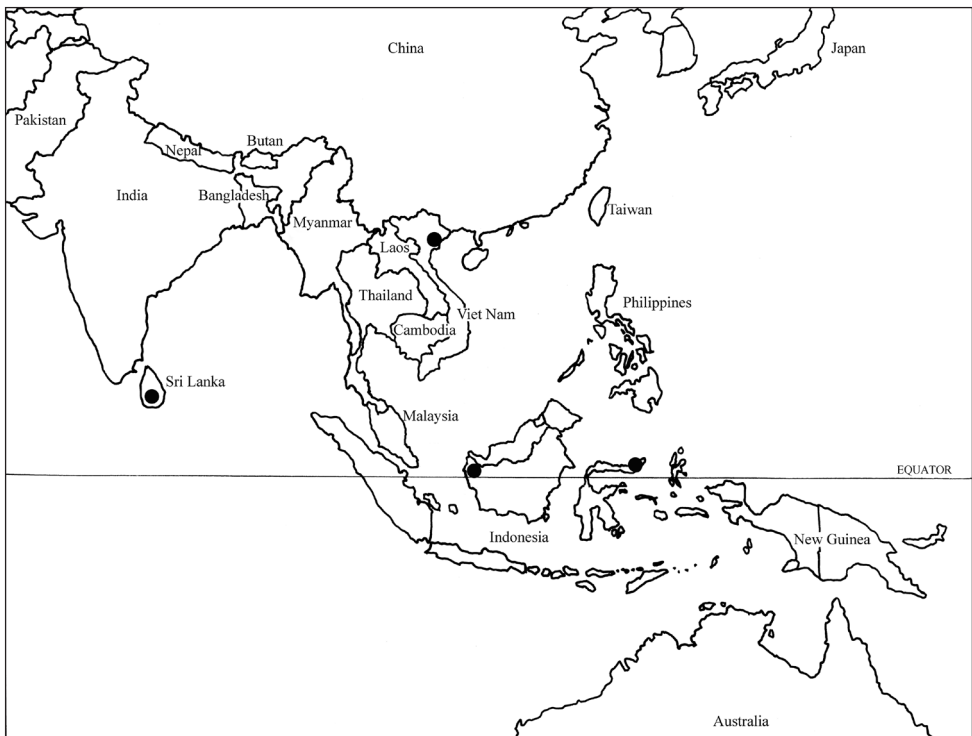 China
Japan
Pakistan
Butan
Nepal
India
Bangladesh
Taiwan
Myanmar
Laos
Thailand
Philippines
Viet Nam
Cambodia
Sri Lanka
Malaysia
EQUATOR
Indonesia
New Guinea
Australia